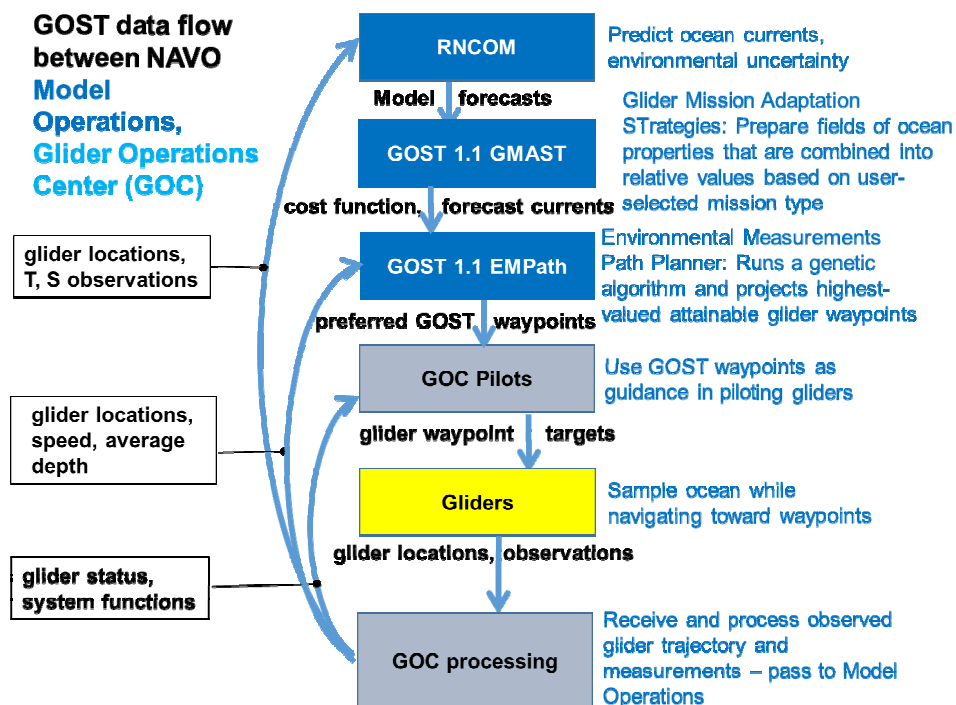 GOST data flow
between NAVO
Model
Operations,
Glider Operations
Center (GOC)
RNCOM
Predict ocean currents,
environmental uncertainty
Model forecasts
GOST 1.1 GMAST
Glider Mission Adaptation
STrategies: Prepare fields of ocean
properties that are combined into
relative values based on user-
selected mission type
cost function, forecast currents
GOST 1.1 EMPath
Environmental Measurements
Path Planner: Runs a genetic
algorithm and projects highest-
valued attainable glider waypoints
glider locations,
T, S observations
preferred GOST waypoints
GOC Pilots
Use GOST waypoints as
guidance in piloting gliders
glider locations,
speed, average
depth
glider waypoint targets
Gliders
Sample ocean while
navigating toward waypoints
glider locations, observations
glider status,
system functions
GOC processing
Receive and process observed
glider trajectory and
measurements – pass to Model
Operations